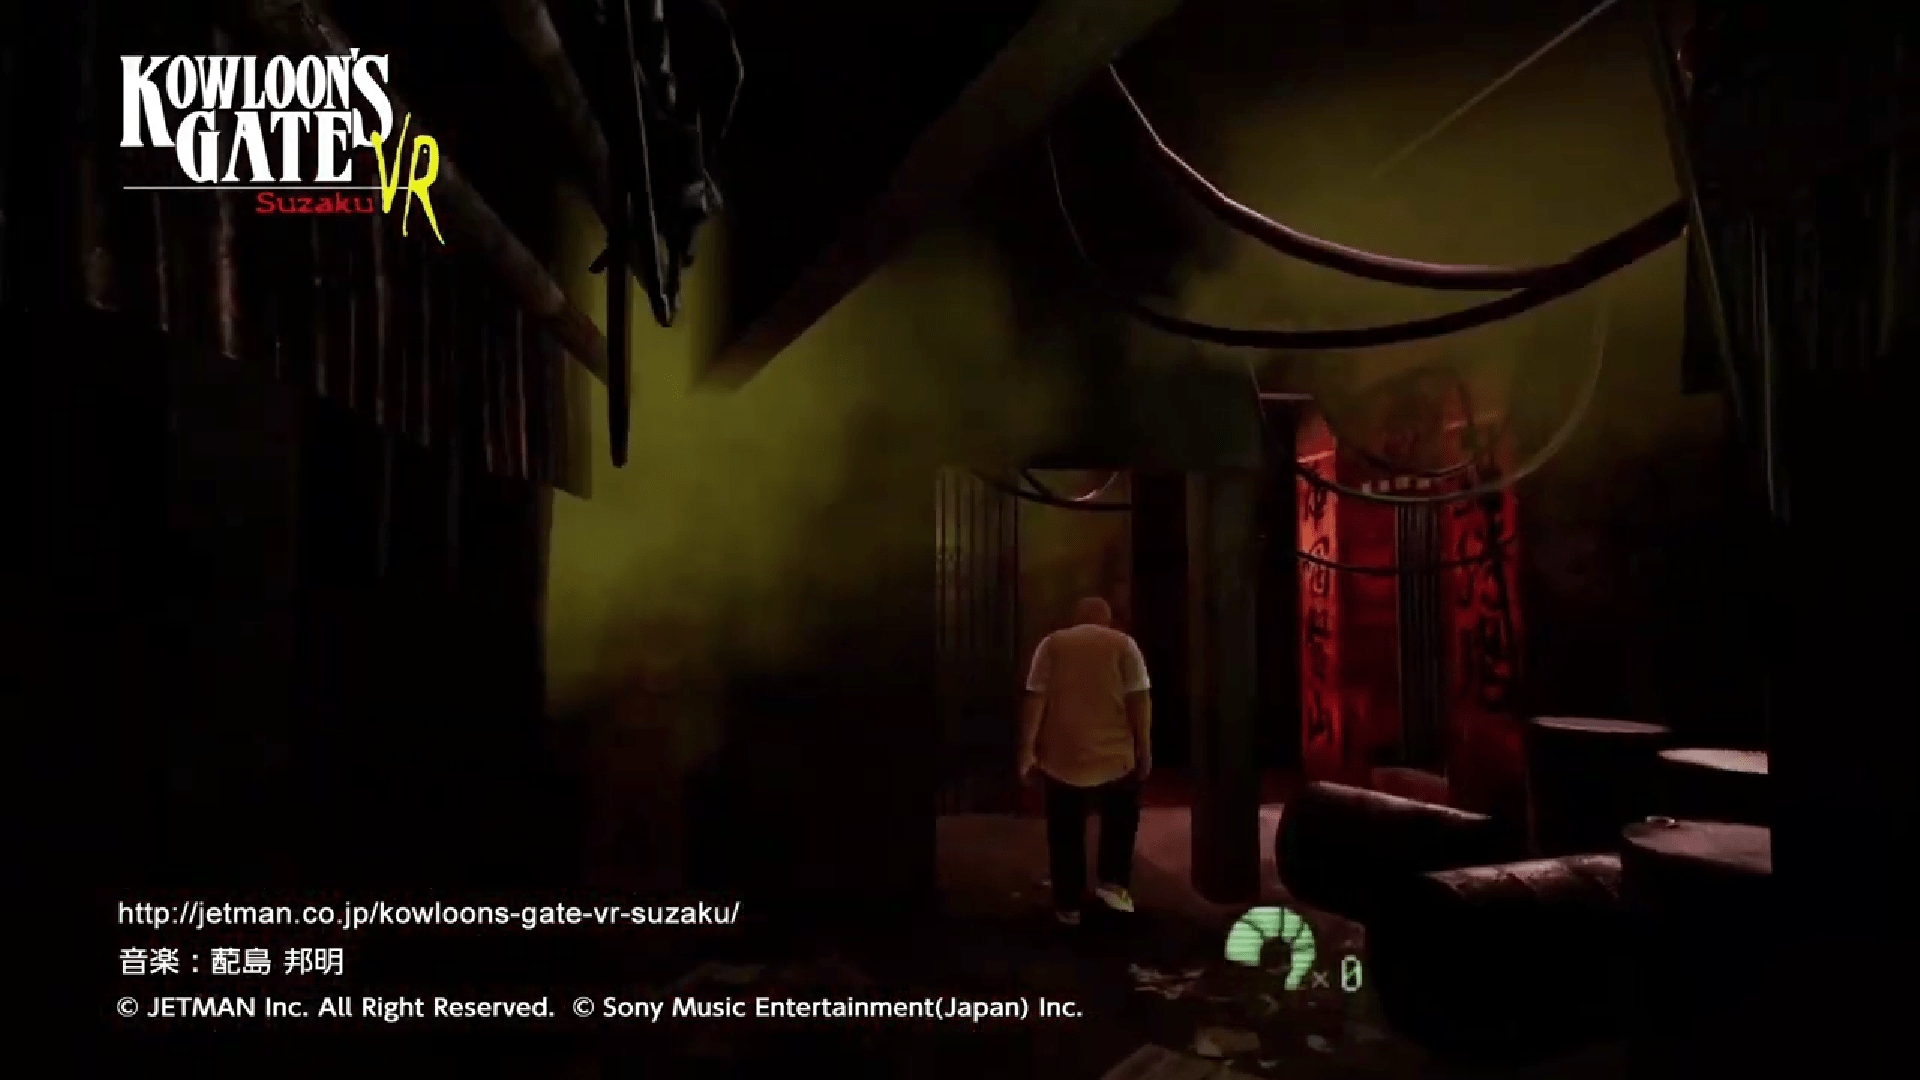 KOWLOON'S
GATE VR
Suzaku
http://jetman.co.jp/kowloons-gate-vr-suzaku/
音楽：蓜島 邦明
© JETMAN Inc. All Right Reserved. © Sony Music Entertainment(Japan) Inc.
× 0